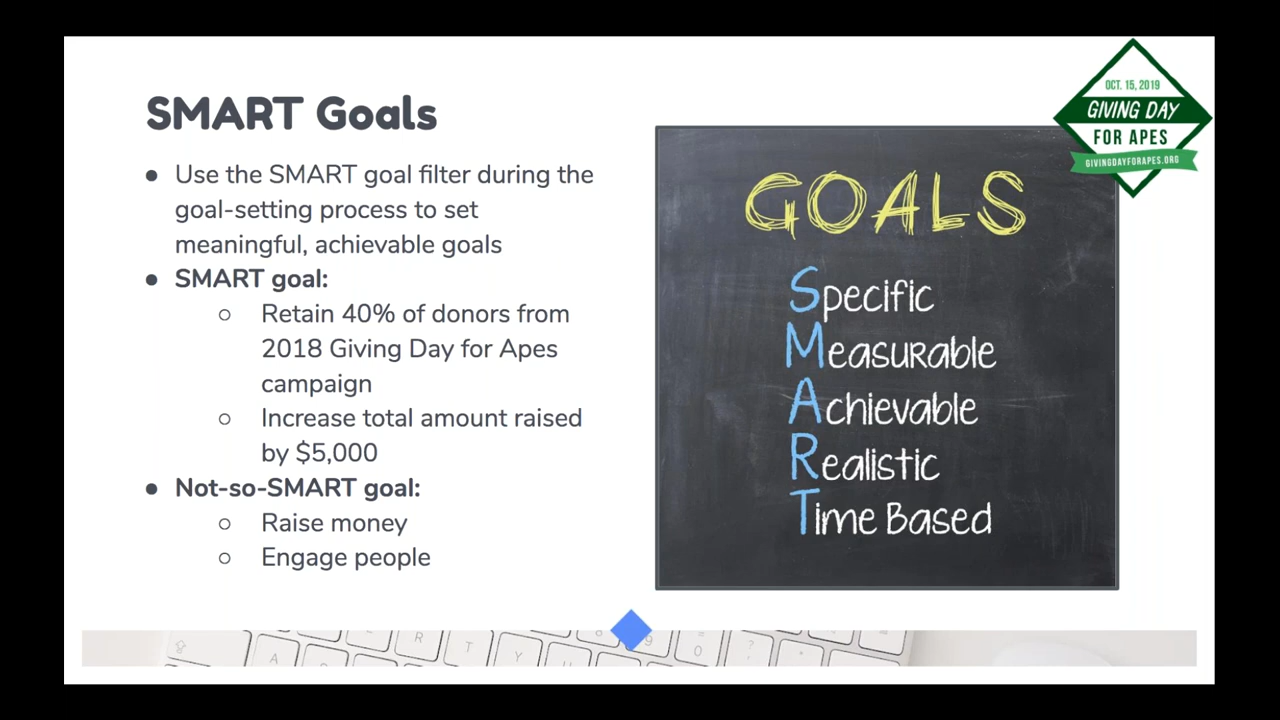 SMART Goals
● Use the SMART goal filter during the
goal-setting process to set
meaningful, achievable goals
● SMART goal:
○ Retain 40% of donors from
2018 Giving Day for Apes
campaign
○ Increase total amount raised
by $5,000
● Not-so-SMART goal:
○ Raise money
○ Engage people
OCT. 15, 2019
GIVING DAY
FOR APES
GIVINGDAYFORAPES.ORG
GOALS
Specific
Measurable
Achievable
Realistic
Time Based
R
T
A
Y
U
9
0